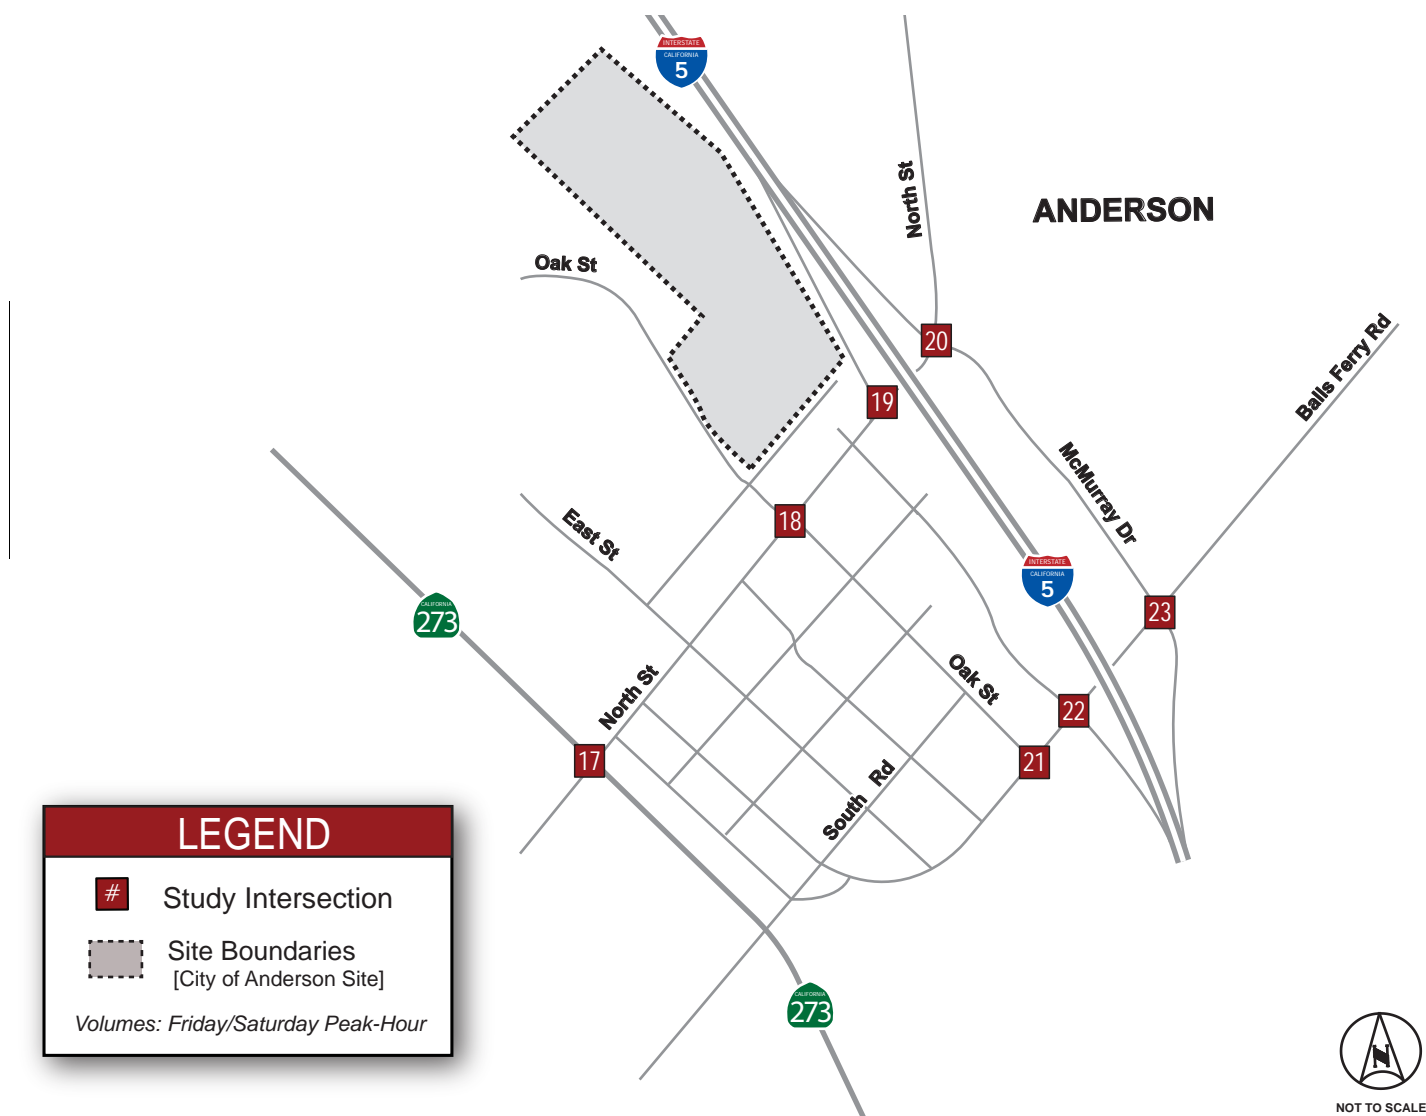 INTERSTATE
CALIFORNIA
5
North St
ANDERSON
Oak St
20
Balls Ferry Rd
19
McMurray Dr
18
East St
INTERSTATE
CALIFORNIA
5
CALIFORNIA
273
23
North St
Oak St
22
17
21
South Rd
LEGEND
# Study Intersection
Site Boundaries
[City of Anderson Site]
Volumes: Friday/Saturday Peak-Hour
CALIFORNIA
273
N
NOT TO SCALE